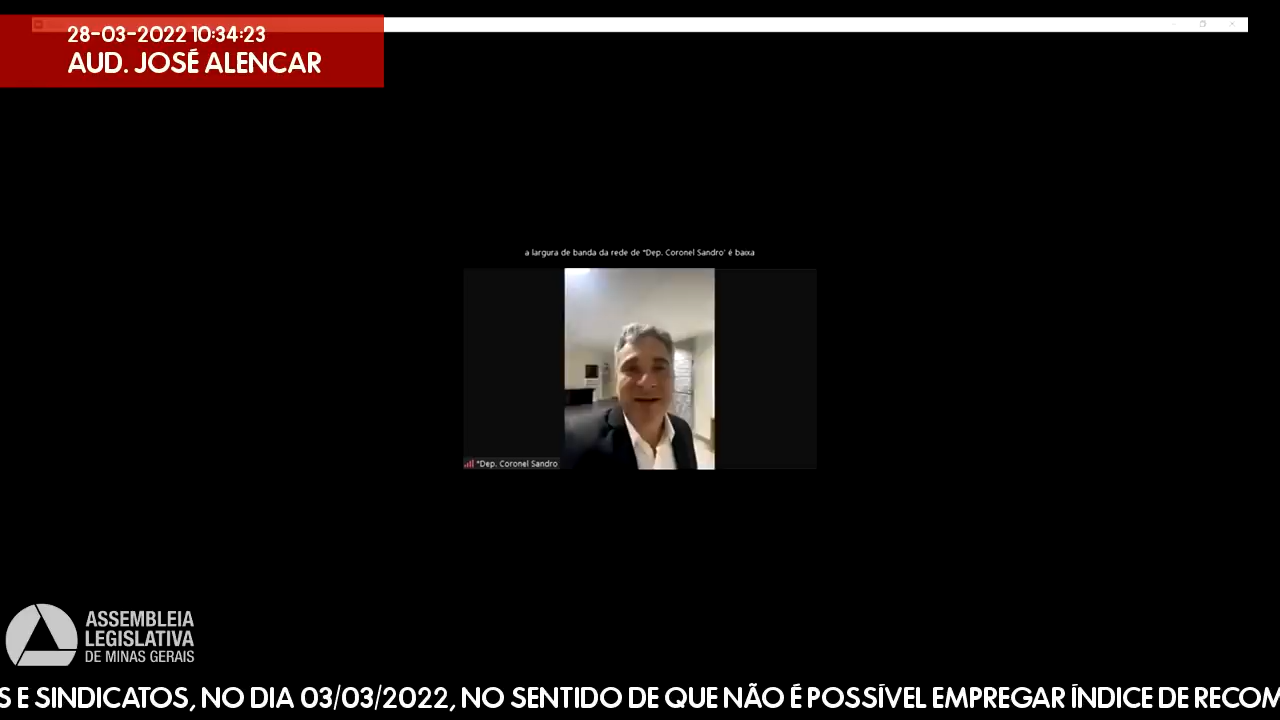 28-03-2022 10:34:23
AUD. JOSÉ ALENCAR
a largura de banda da rede de "Dep. Coronel Sandro' é baixa
*Dep. Coronel Sandro
ASSEMBLEIA
LEGISLATIVA
DE MINAS GERAIS
S E SINDICATOS, NO DIA 03/03/2022, NO SENTIDO DE QUE NÃO É POSSÍVEL EMPREGAR ÍNDICE DE RECOM